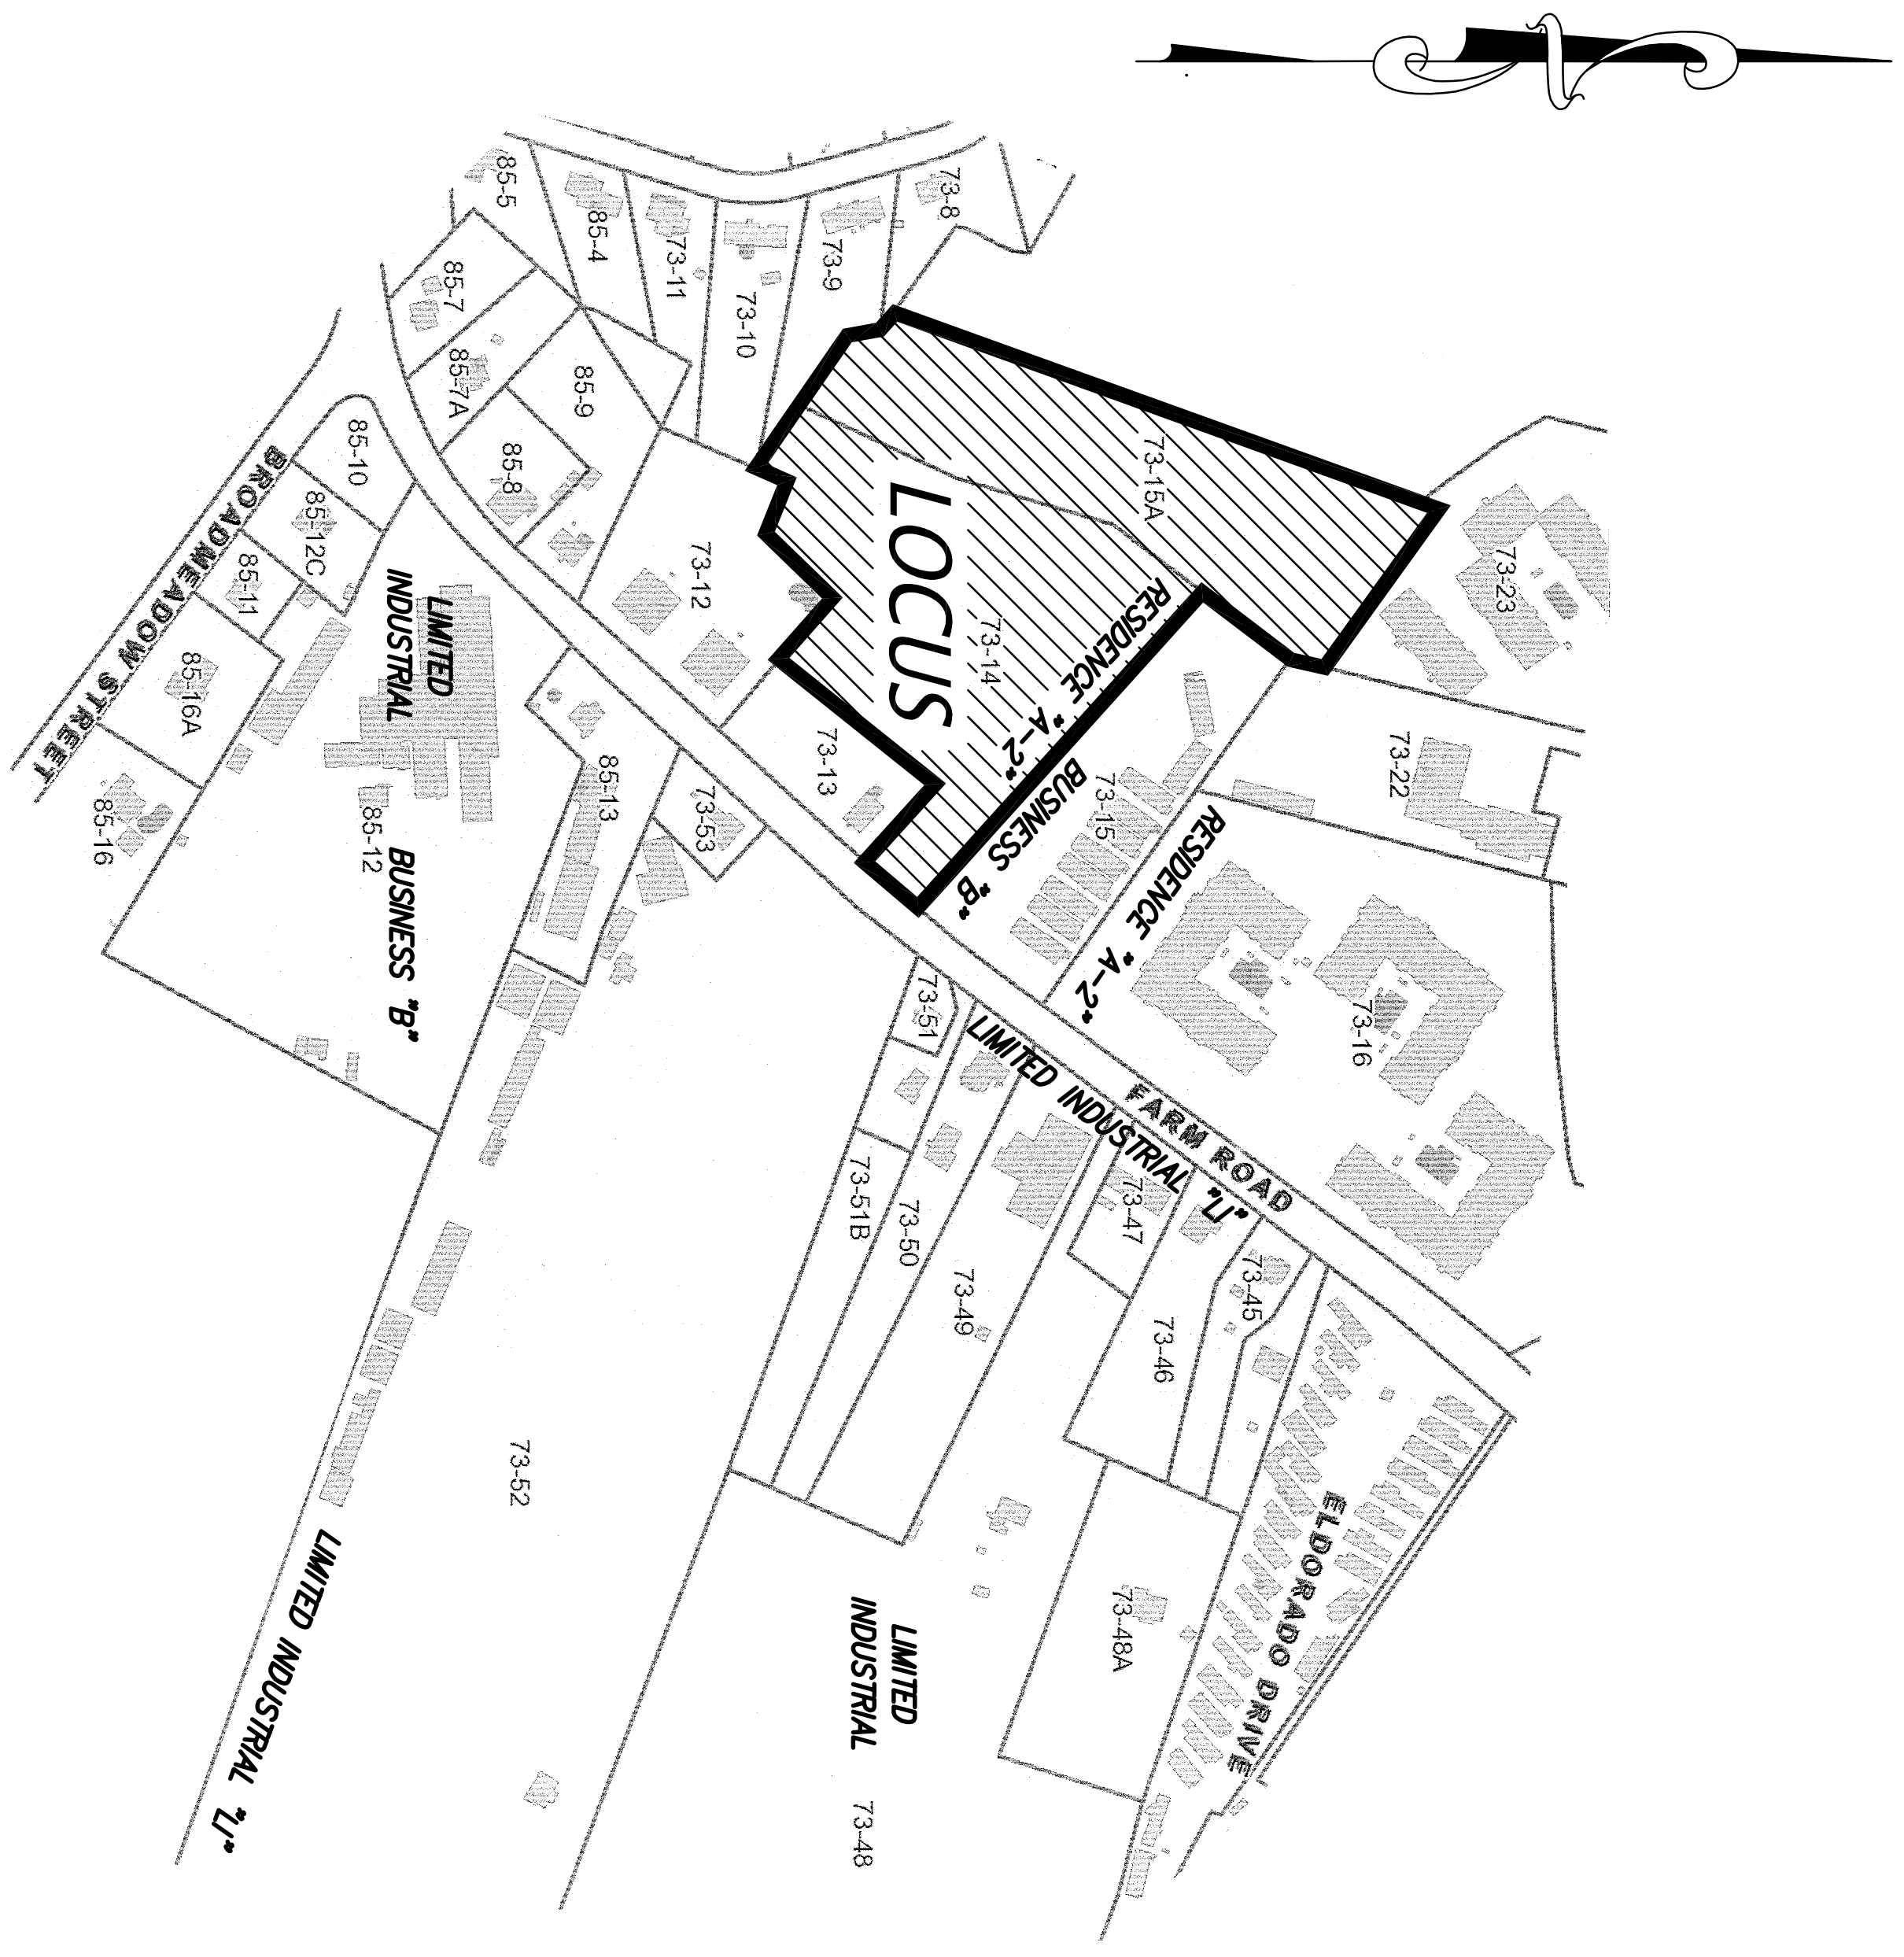 N
85-5
85-4
73-11
73-10
73-9
73-8
85-7
85-7A
85-9
85-8
85-10
85-12C
85-11
85-16A
85-16
BROADMEADOW STREET
LIMITED
INDUSTRIAL
85-12
BUSINESS "B"
85-13
73-53
73-12
73-13
LOCUS
73-14
73-15A
RESIDENCE "A-2"
BUSINESS "B"
73-15
RESIDENCE "A-2"
73-23
73-22
73-16
FARM ROAD
LIMITED INDUSTRIAL "LI"
73-51
73-51B
73-50
73-49
73-47
73-46
73-45
73-52
LIMITED INDUSTRIAL "LI"
LIMITED
INDUSTRIAL
73-48
73-48A
ELDORADO DRIVE